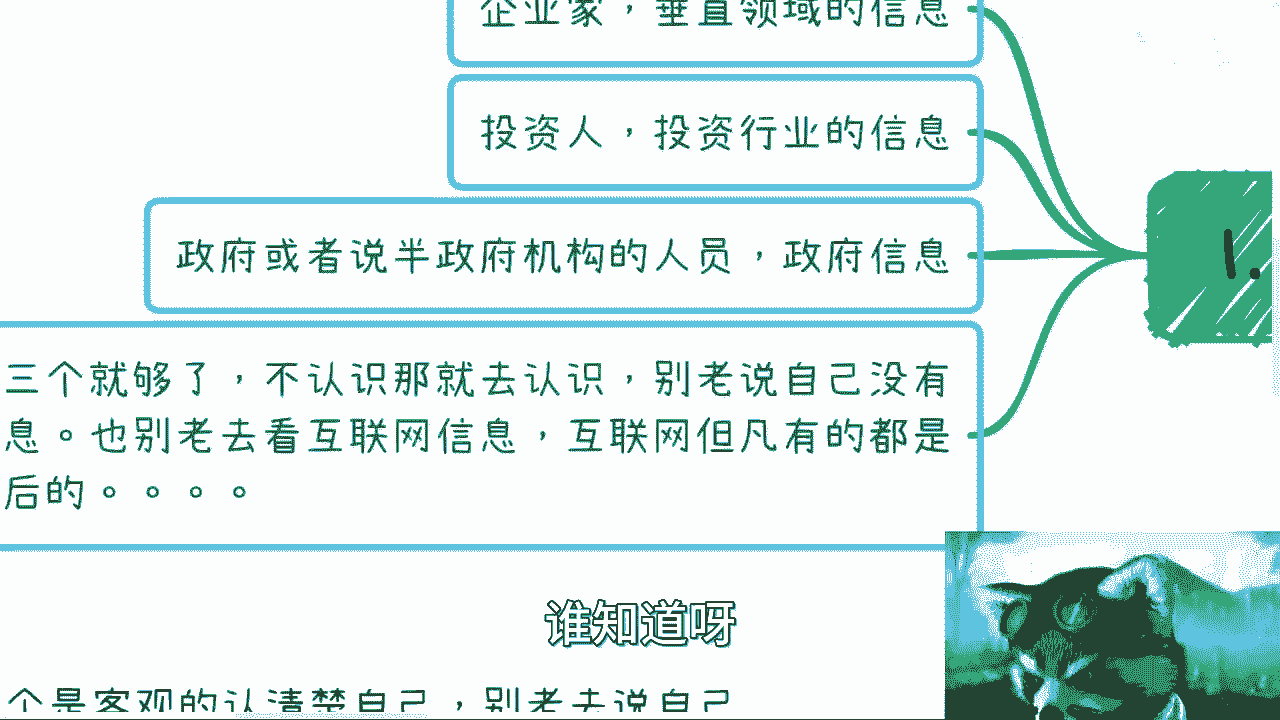 企业家，垂直领域的信息
投资人，投资行业的信息
政府或者说半政府机构的人员，政府信息
1.
三个就够了，不认识那就去认识，别老说自己没有
息。也别老去看互联网信息，互联网但凡有的都是
后的。。。。
谁知道呀
个是客观的认清楚自己，别老去说自己